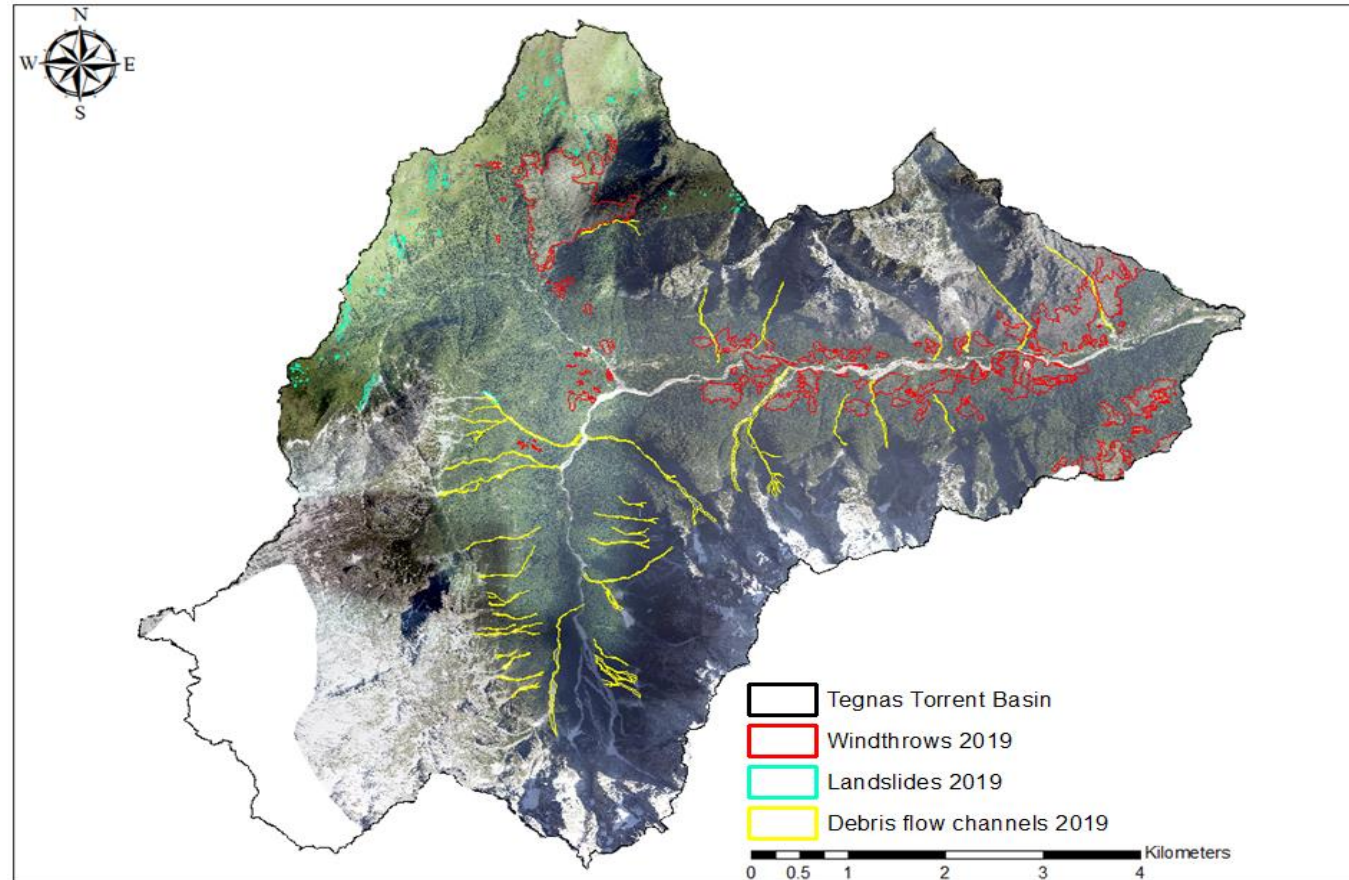 N
W E
S
Tegnas Torrent Basin
Windthrows 2019
Landslides 2019
Debris flow channels 2019
Kilometers
0 0.5 1 2 3 4